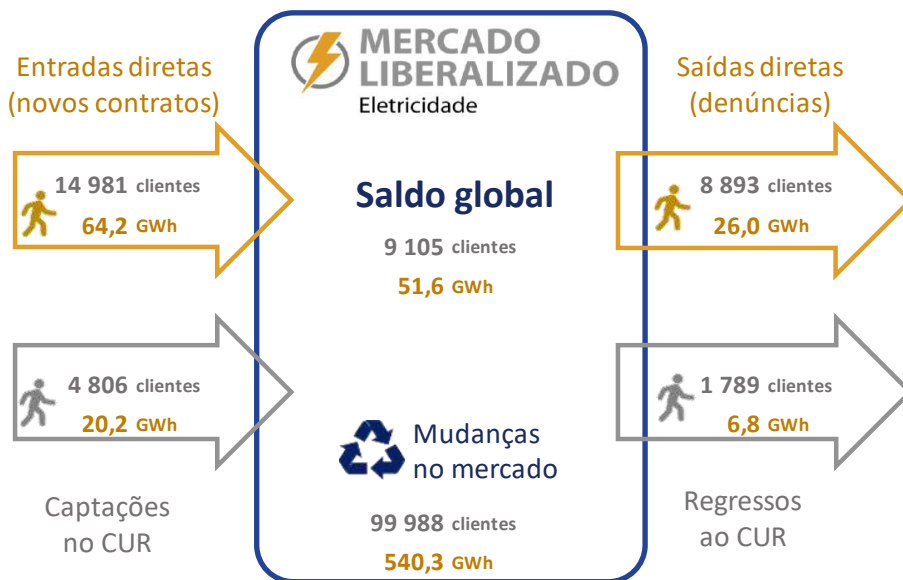 MERCADO
LIBERALIZADO
Eletricidade
Entradas diretas
(novos contratos)
14 981 clientes
64,2 GWh
4 806 clientes
20,2 GWh
Captações
no CUR
Saldo global
9 105 clientes
51,6 GWh
Mudanças
no mercado
99 988 clientes
540,3 GWh
Saídas diretas
(denúncias)
8 893 clientes
26,0 GWh
1 789 clientes
6,8 GWh
Regressos
ao CUR